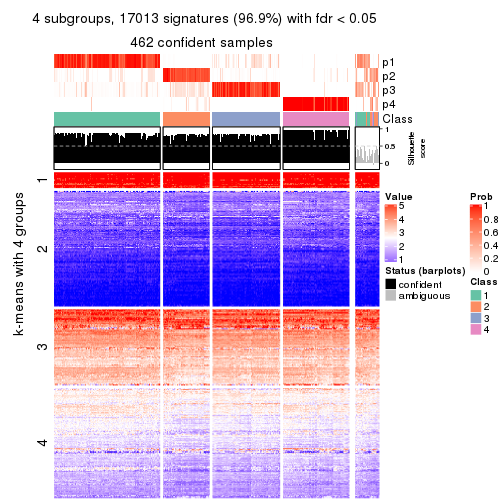 4 subgroups, 17013 signatures (96.9%) with fdr < 0.05
462 confident samples
p1
p2
p3
p4
Class
1
0.5
0
Silhouette
score
k-means with 4 groups
1
2
3
4
Value
5
4
3
2
1
Status (barplots)
confident
ambiguous
Prob
1
0.8
0.6
0.4
0.2
0
Class
1
2
3
4